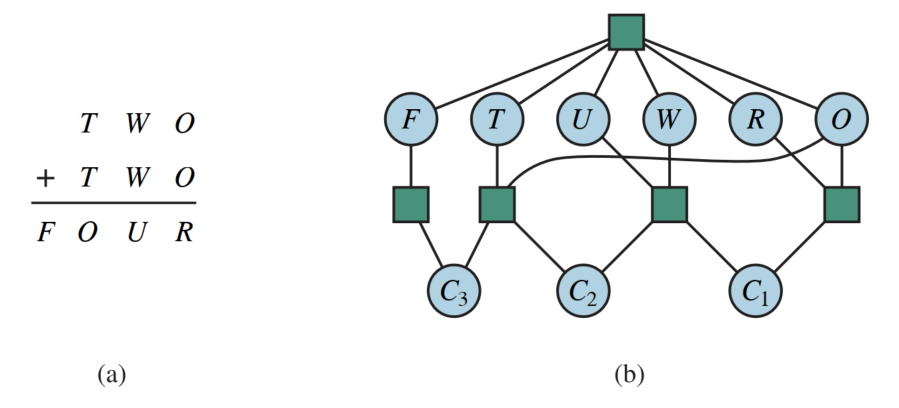 T W O
+ T W O
F O U R
(a)
F T U W R O
C₃ C₂ C₁
(b)